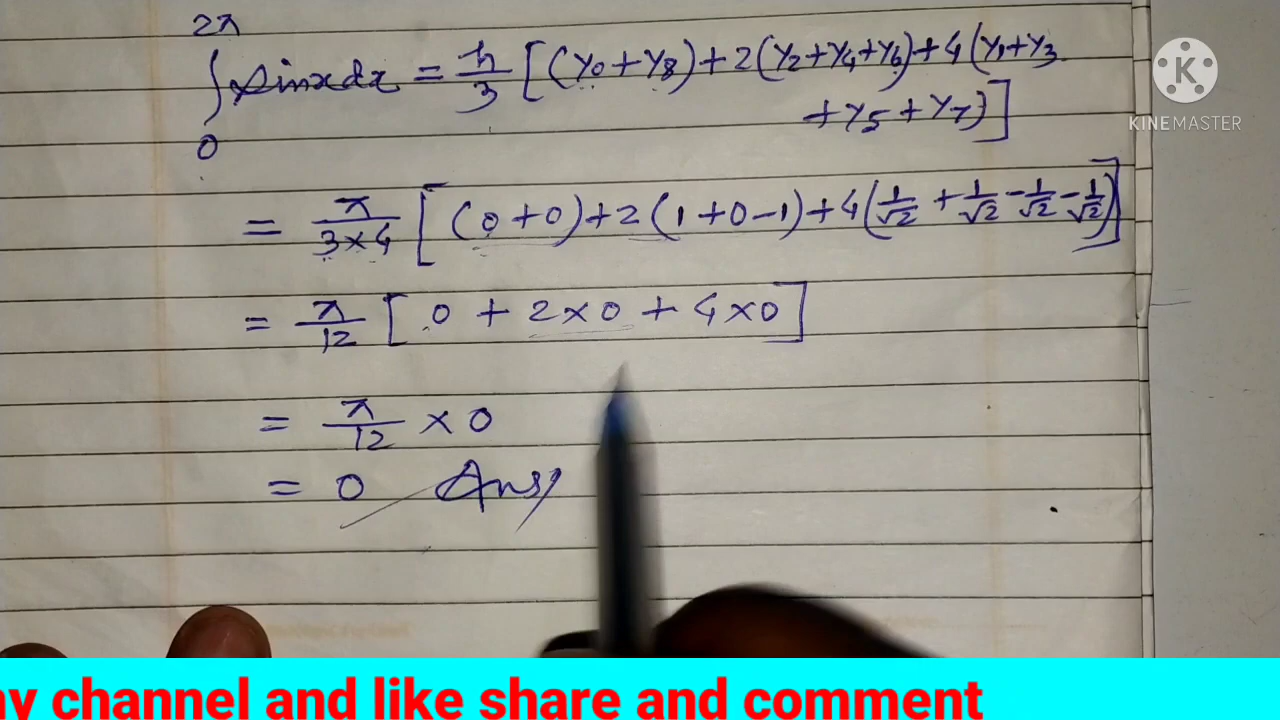 2π
∫ sinxdx = h/3 [(y0+y8)+2(y2+y4+y6)+4(y1+y3
+y5+y7)]
0
= π/3×4 [(0+0)+2(1+0-1)+4(1/√2+1/√2-1/√2-1/√2)]
= π/12 [0+2×0+4×0]
= π/12 × 0
= 0 Ans
K
KINEMASTER
y channel and like share and comment